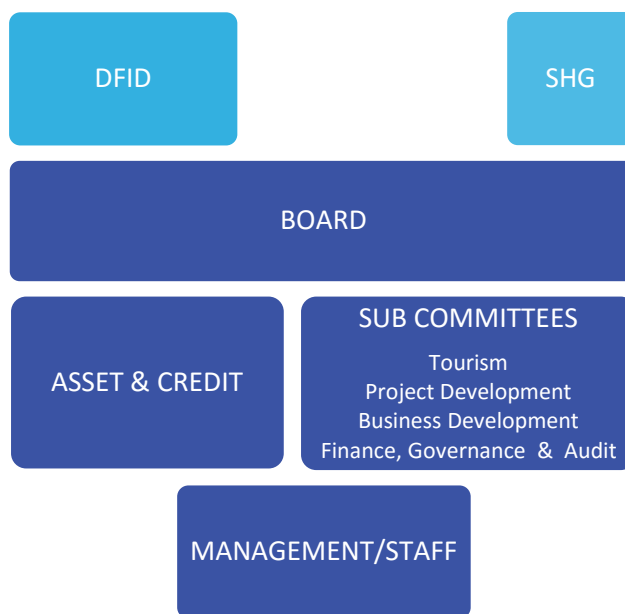 DFID
SHG
BOARD
ASSET & CREDIT
SUB COMMITTEES
Tourism
Project Development
Business Development
Finance, Governance & Audit
MANAGEMENT/STAFF